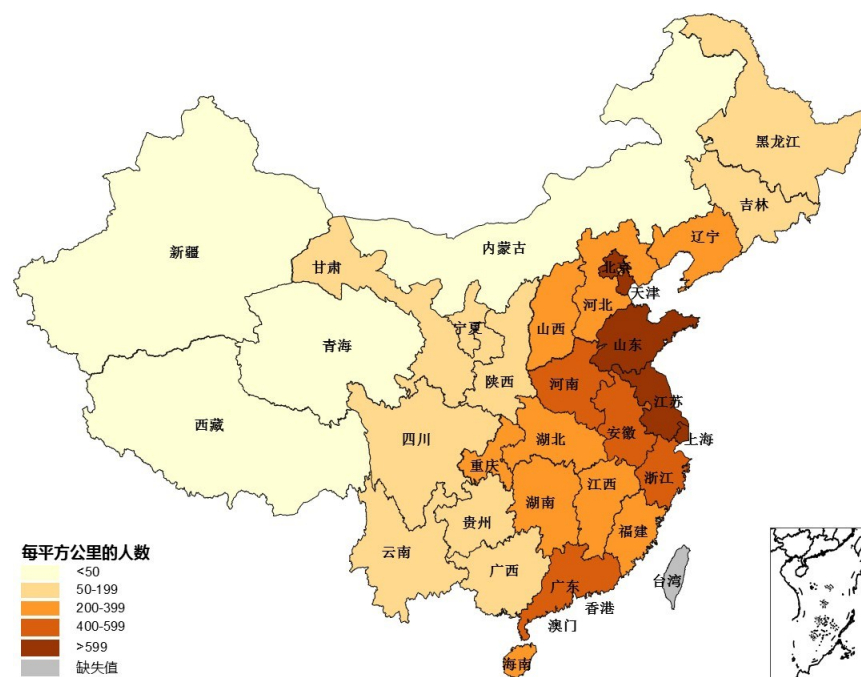 黑龙江
吉林
辽宁
新疆
内蒙古
甘肃
北京
天津
河北
山西
宁夏
青海
山东
陕西
河南
江苏
西藏
安徽
上海
四川
湖北
重庆
浙江
江西
湖南
贵州
福建
云南
广西
广东
台湾
香港
澳门
海南
每平方公里的人数
<50
50-199
200-399
400-599
>599
缺失值